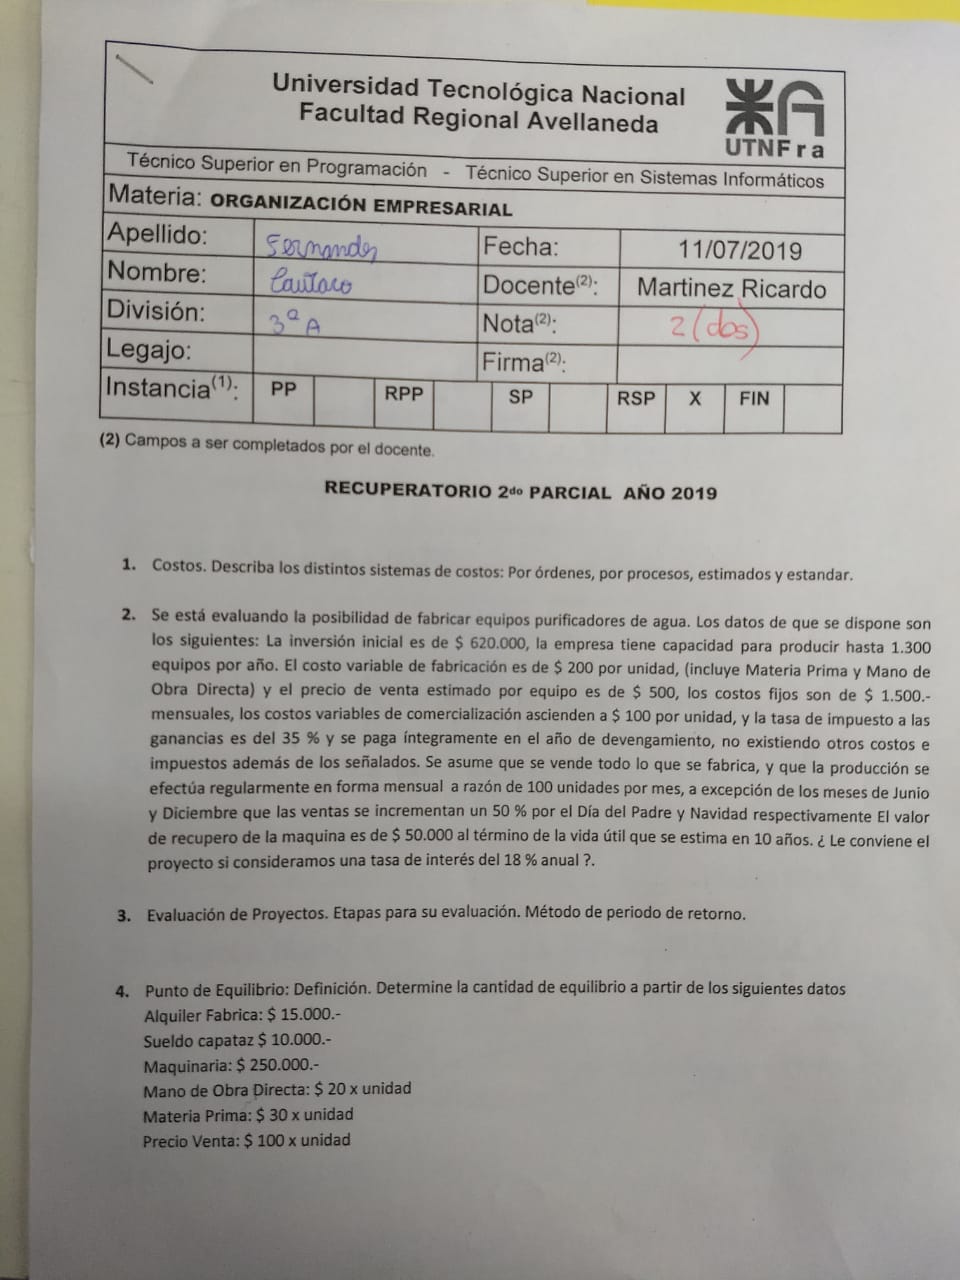 Universidad Tecnológica Nacional
Facultad Regional Avellaneda
UTNFra
Técnico Superior en Programación - Técnico Superior en Sistemas Informáticos
Materia: ORGANIZACIÓN EMPRESARIAL
Apellido: Fernandez Fecha: 11/07/2019
Nombre: Lautaro Docente(2): Martinez Ricardo
División: 3ª A Nota(2): 2 (dos)
Legajo: Firma(2):
Instancia(1): PP RPP SP RSP X FIN
(2) Campos a ser completados por el docente.
RECUPERATORIO 2do PARCIAL AÑO 2019
1. Costos. Describa los distintos sistemas de costos: Por órdenes, por procesos, estimados y estandar.
2. Se está evaluando la posibilidad de fabricar equipos purificadores de agua. Los datos de que se dispone son
los siguientes: La inversión inicial es de $ 620.000, la empresa tiene capacidad para producir hasta 1.300
equipos por año. El costo variable de fabricación es de $ 200 por unidad, (incluye Materia Prima y Mano de
Obra Directa) y el precio de venta estimado por equipo es de $ 500, los costos fijos son de $ 1.500.-
mensuales, los costos variables de comercialización ascienden a $ 100 por unidad, y la tasa de impuesto a las
ganancias es del 35 % y se paga íntegramente en el año de devengamiento, no existiendo otros costos e
impuestos además de los señalados. Se asume que se vende todo lo que se fabrica, y que la producción se
efectúa regularmente en forma mensual a razón de 100 unidades por mes, a excepción de los meses de Junio
y Diciembre que las ventas se incrementan un 50 % por el Día del Padre y Navidad respectivamente El valor
de recupero de la maquina es de $ 50.000 al término de la vida útil que se estima en 10 años. ¿ Le conviene el
proyecto si consideramos una tasa de interés del 18 % anual ?.
3. Evaluación de Proyectos. Etapas para su evaluación. Método de periodo de retorno.
4. Punto de Equilibrio: Definición. Determine la cantidad de equilibrio a partir de los siguientes datos
Alquiler Fabrica: $ 15.000.-
Sueldo capataz $ 10.000.-
Maquinaria: $ 250.000.-
Mano de Obra Directa: $ 20 x unidad
Materia Prima: $ 30 x unidad
Precio Venta: $ 100 x unidad